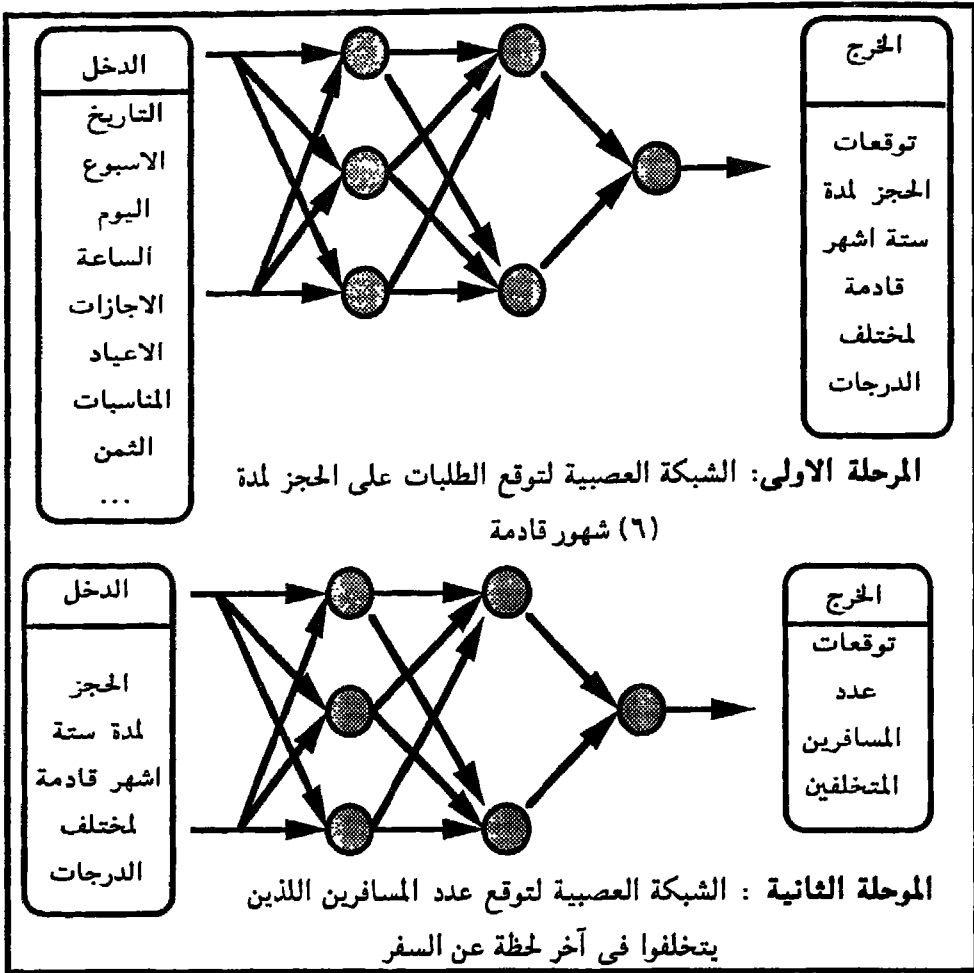 الدخل
التاريخ
الاسبوع
اليوم
الساعة
الاجازات
الاعياد
المناسبات
الثمن
...
الخرج
توقعات
الحجز لمدة
ستة اشهر
قادمة
لمختلف
الدرجات
المرحلة الاولى: الشبكة العصبية لتوقع الطلبات على الحجز لمدة
(٦) شهور قادمة
الدخل
الحجز
لمدة ستة
اشهر قادمة
لمختلف
الدرجات
الخرج
توقعات
عدد
المسافرين
المتخلفين
المرحلة الثانية : الشبكة العصبية لتوقع عدد المسافرين اللذين
يتخلفوا فى آخر لحظة عن السفر